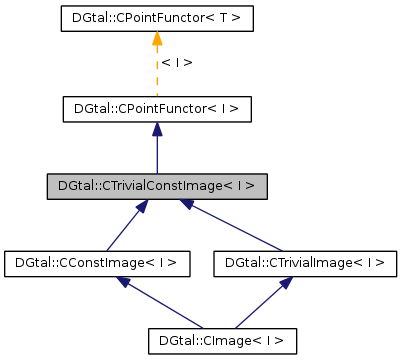 DGtal::CPointFunctor< T >
< I >
DGtal::CPointFunctor< I >
DGtal::CTrivialConstImage< I >
DGtal::CConstImage< I >
DGtal::CTrivialImage< I >
DGtal::CImage< I >